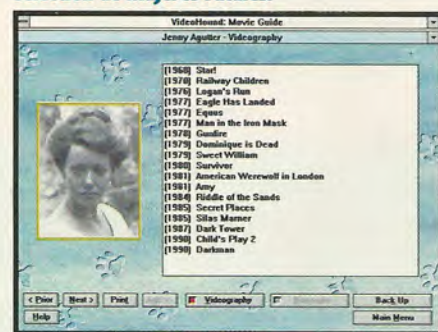 VideoHound: Movie Guide
Jenny Agutter - Videography
(1968) Star!
(1970) Railway Children
(1976) Logan's Run
(1977) Eagle Has Landed
(1977) Equus
(1977) Man in the Iron Mask
(1978) Gunfire
(1979) Dominique is Dead
(1979) Sweet William
(1980) Survivor
(1981) American Werewolf in London
(1981) Amy
(1984) Riddle of the Sands
(1985) Secret Places
(1985) Silas Marner
(1987) Dark Tower
(1990) Child's Play 2
(1990) Darkman
< Prior Next > Print Videography Back Up
Help Main Menu